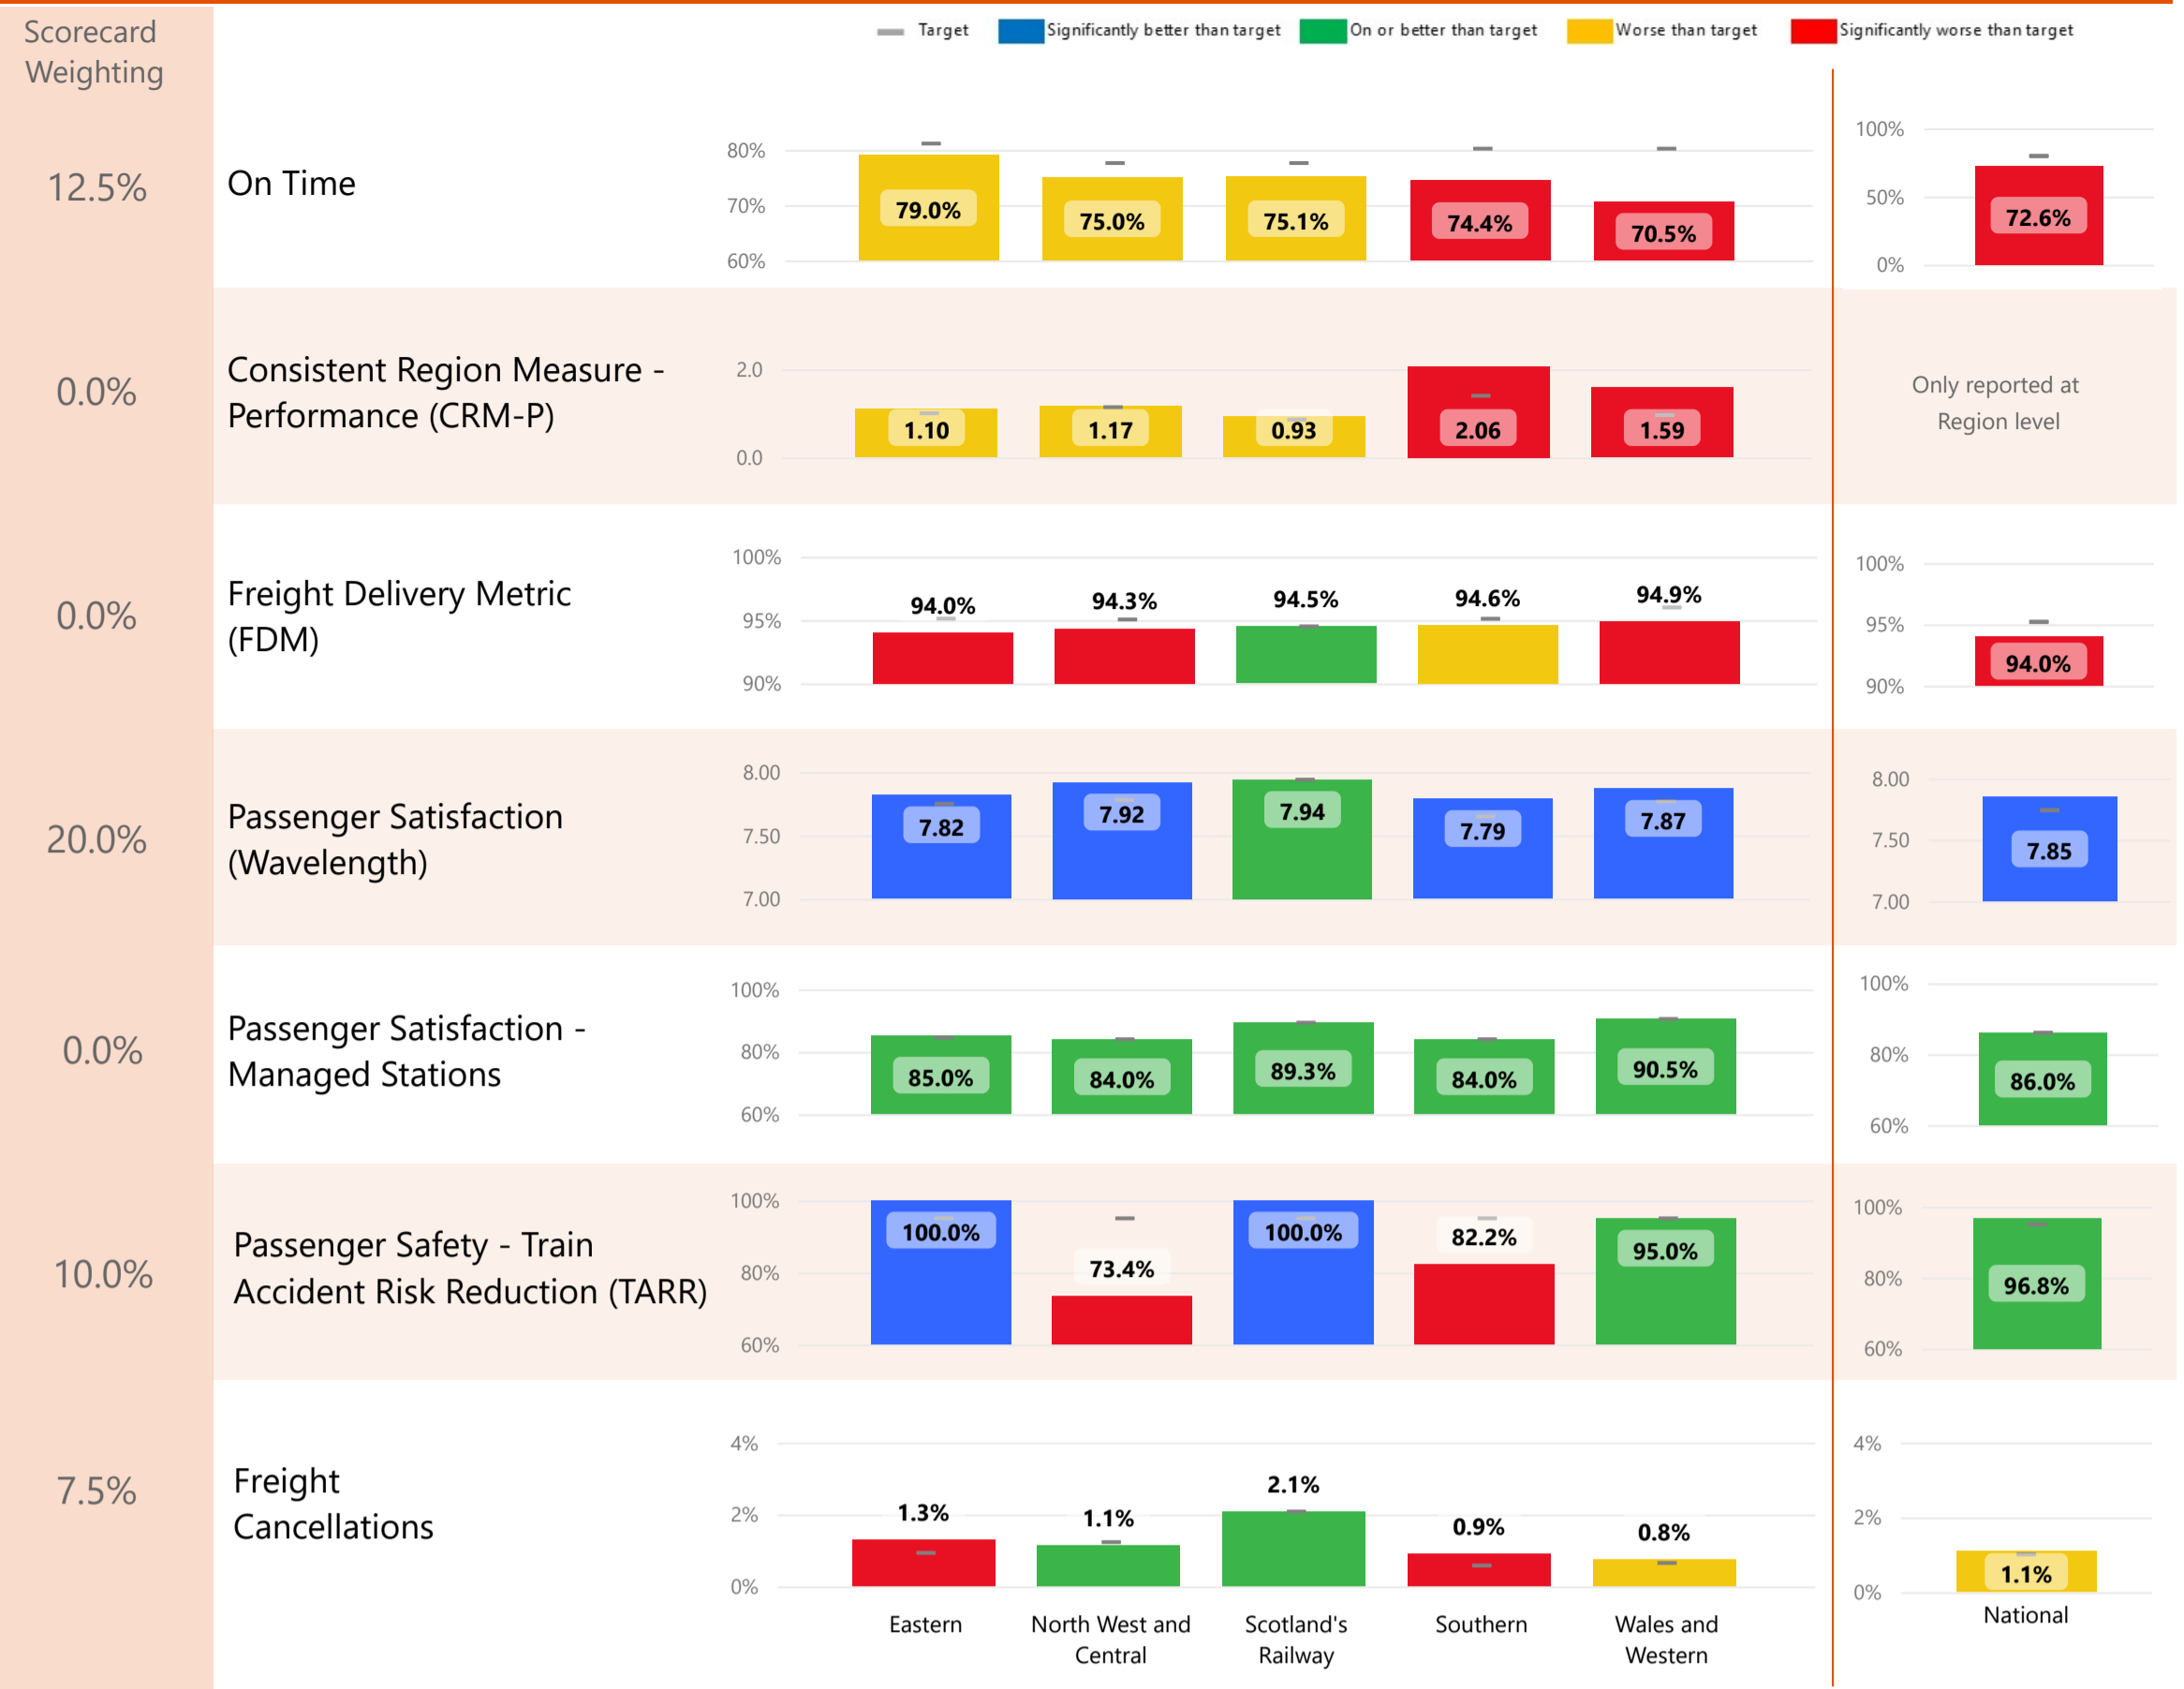 Scorecard
Weighting
Target
Significantly better than target
On or better than target
Worse than target
Significantly worse than target
12.5%
On Time
80%
70%
60%
79.0%
75.0%
75.1%
74.4%
70.5%
100%
50%
0%
72.6%
0.0%
Consistent Region Measure -
Performance (CRM-P)
2.0
0.0
1.10
1.17
0.93
2.06
1.59
Only reported at
Region level
0.0%
Freight Delivery Metric
(FDM)
100%
95%
90%
94.0%
94.3%
94.5%
94.6%
94.9%
100%
95%
90%
94.0%
20.0%
Passenger Satisfaction
(Wavelength)
8.00
7.50
7.00
7.82
7.92
7.94
7.79
7.87
8.00
7.50
7.00
7.85
0.0%
Passenger Satisfaction -
Managed Stations
100%
80%
60%
85.0%
84.0%
89.3%
84.0%
90.5%
100%
80%
60%
86.0%
10.0%
Passenger Safety - Train
Accident Risk Reduction (TARR)
100%
80%
60%
100.0%
73.4%
100.0%
82.2%
95.0%
100%
80%
60%
96.8%
7.5%
Freight
Cancellations
4%
2%
0%
1.3%
1.1%
2.1%
0.9%
0.8%
4%
2%
0%
1.1%
Eastern
North West and
Central
Scotland's
Railway
Southern
Wales and
Western
National